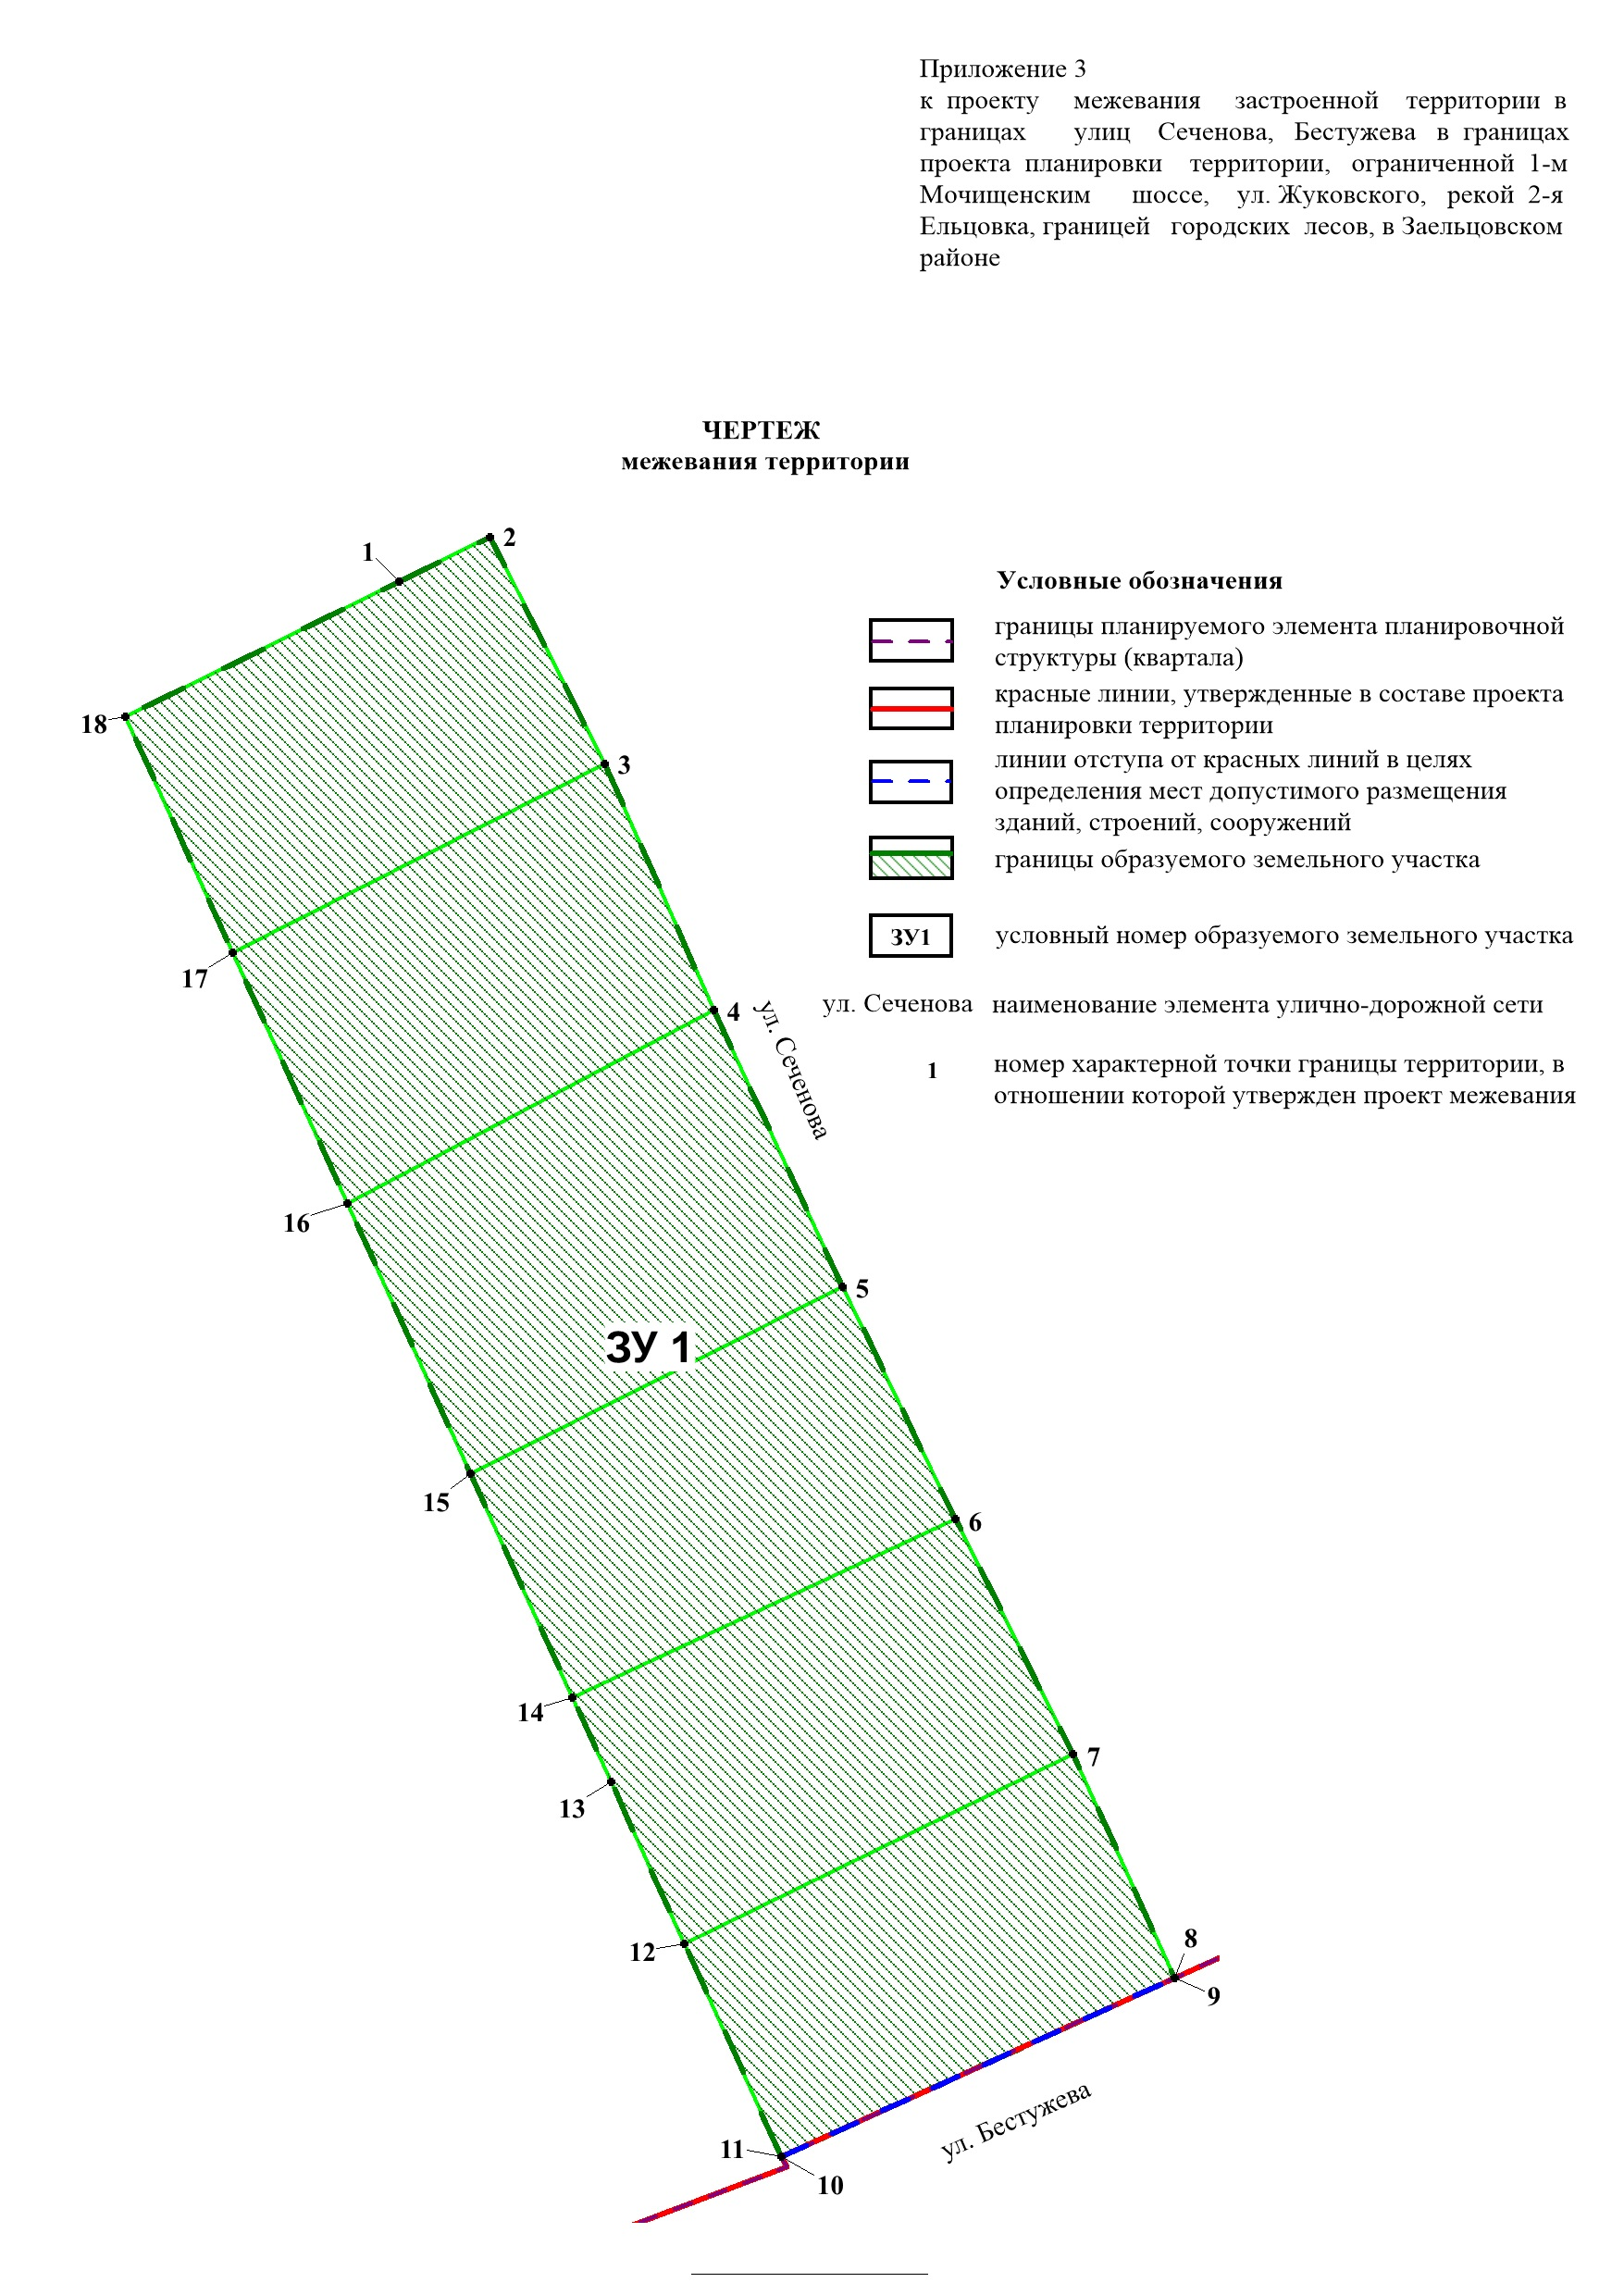 Приложение 3
к проекту межевания застроенной территории в
границах улиц Сеченова, Бестужева в границах
проекта планировки территории, ограниченной 1-м
Мочищенским шоссе, ул. Жуковского, рекой 2-я
Ельцовка, границей городских лесов, в Заельцовском
районе
ЧЕРТЕЖ
межевания территории
1
2
18
3
17
4
16
5
15
6
14
7
13
12
8
9
11
10
ЗУ 1
ул. Сеченова
ул. Бестужева
Условные обозначения
границы планируемого элемента планировочной
структуры (квартала)
красные линии, утвержденные в составе проекта
планировки территории
линии отступа от красных линий в целях
определения мест допустимого размещения
зданий, строений, сооружений
границы образуемого земельного участка
ЗУ1 условный номер образуемого земельного участка
ул. Сеченова наименование элемента улично-дорожной сети
1 номер характерной точки границы территории, в
отношении которой утвержден проект межевания